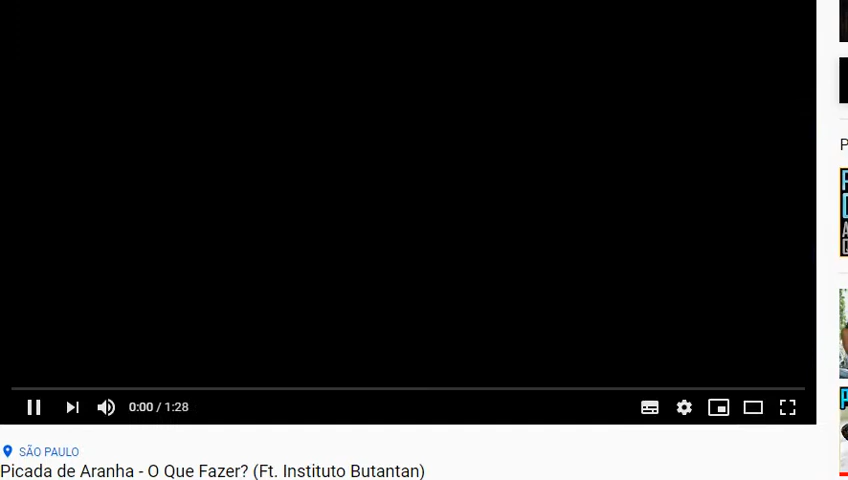 P
0:00 / 1:28
SÃO PAULO
Picada de Aranha - O Que Fazer? (Ft. Instituto Butantan)